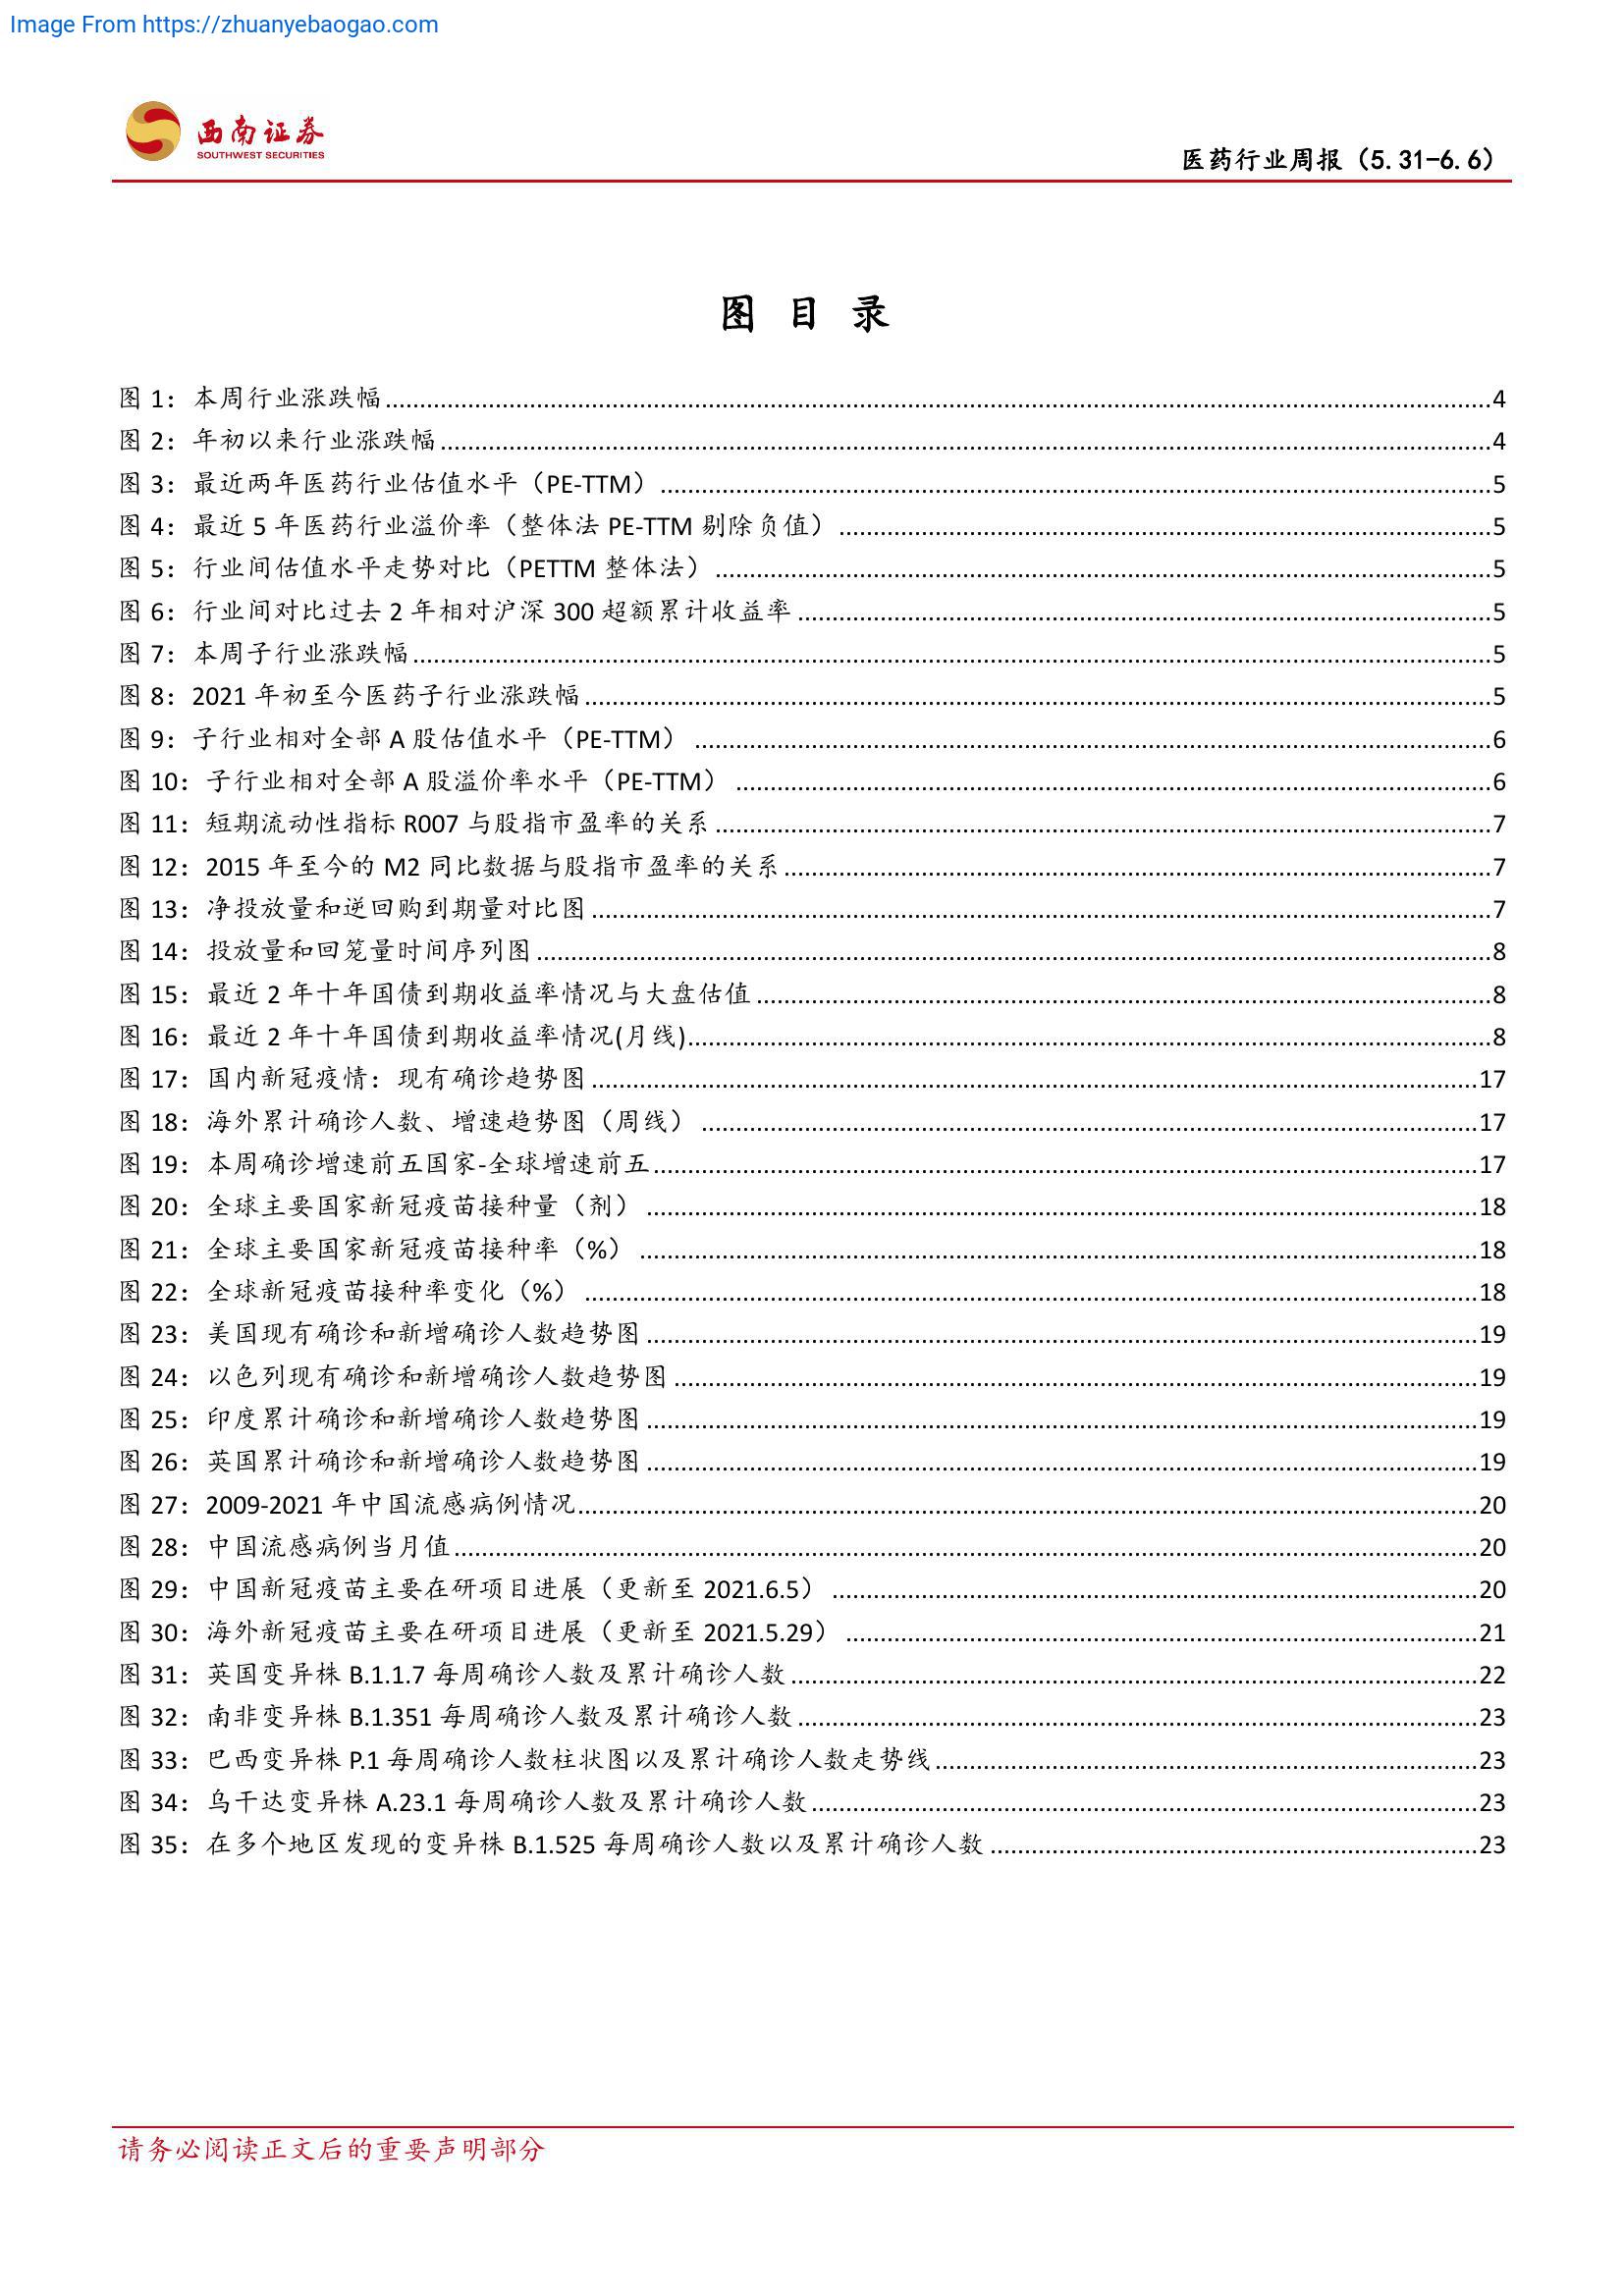 Image From https://zhuanyebaogao.com
西南证券
SOUTHWEST SECURITIES
医药行业周报（5.31-6.6）
图 目 录
图 1：本周行业涨跌幅........4
图 2：年初以来行业涨跌幅........4
图 3：最近两年医药行业估值水平（PE-TTM）........5
图 4：最近 5 年医药行业溢价率（整体法 PE-TTM 剔除负值）........5
图 5：行业间估值水平走势对比（PETTM 整体法）........5
图 6：行业间对比过去 2 年相对沪深 300 超额累计收益率........5
图 7：本周子行业涨跌幅........5
图 8：2021 年初至今医药子行业涨跌幅........5
图 9：子行业相对全部 A 股估值水平（PE-TTM）........6
图 10：子行业相对全部 A 股溢价率水平（PE-TTM）........6
图 11：短期流动性指标 R007 与股指市盈率的关系........7
图 12：2015 年至今的 M2 同比数据与股指市盈率的关系........7
图 13：净投放量和逆回购到期量对比图........7
图 14：投放量和回笼量时间序列图........8
图 15：最近 2 年十年国债到期收益率情况与大盘估值........8
图 16：最近 2 年十年国债到期收益率情况(月线)........8
图 17：国内新冠疫情：现有确诊趋势图........17
图 18：海外累计确诊人数、增速趋势图（周线）........17
图 19：本周确诊增速前五国家-全球增速前五........17
图 20：全球主要国家新冠疫苗接种量（剂）........18
图 21：全球主要国家新冠疫苗接种率（%）........18
图 22：全球新冠疫苗接种率变化（%）........18
图 23：美国现有确诊和新增确诊人数趋势图........19
图 24：以色列现有确诊和新增确诊人数趋势图........19
图 25：印度累计确诊和新增确诊人数趋势图........19
图 26：英国累计确诊和新增确诊人数趋势图........19
图 27：2009-2021 年中国流感病例情况........20
图 28：中国流感病例当月值........20
图 29：中国新冠疫苗主要在研项目进展（更新至 2021.6.5）........20
图 30：海外新冠疫苗主要在研项目进展（更新至 2021.5.29）........21
图 31：英国变异株 B.1.1.7 每周确诊人数及累计确诊人数........22
图 32：南非变异株 B.1.351 每周确诊人数及累计确诊人数........23
图 33：巴西变异株 P.1 每周确诊人数柱状图以及累计确诊人数走势线........23
图 34：乌干达变异株 A.23.1 每周确诊人数及累计确诊人数........23
图 35：在多个地区发现的变异株 B.1.525 每周确诊人数以及累计确诊人数........23
请务必阅读正文后的重要声明部分